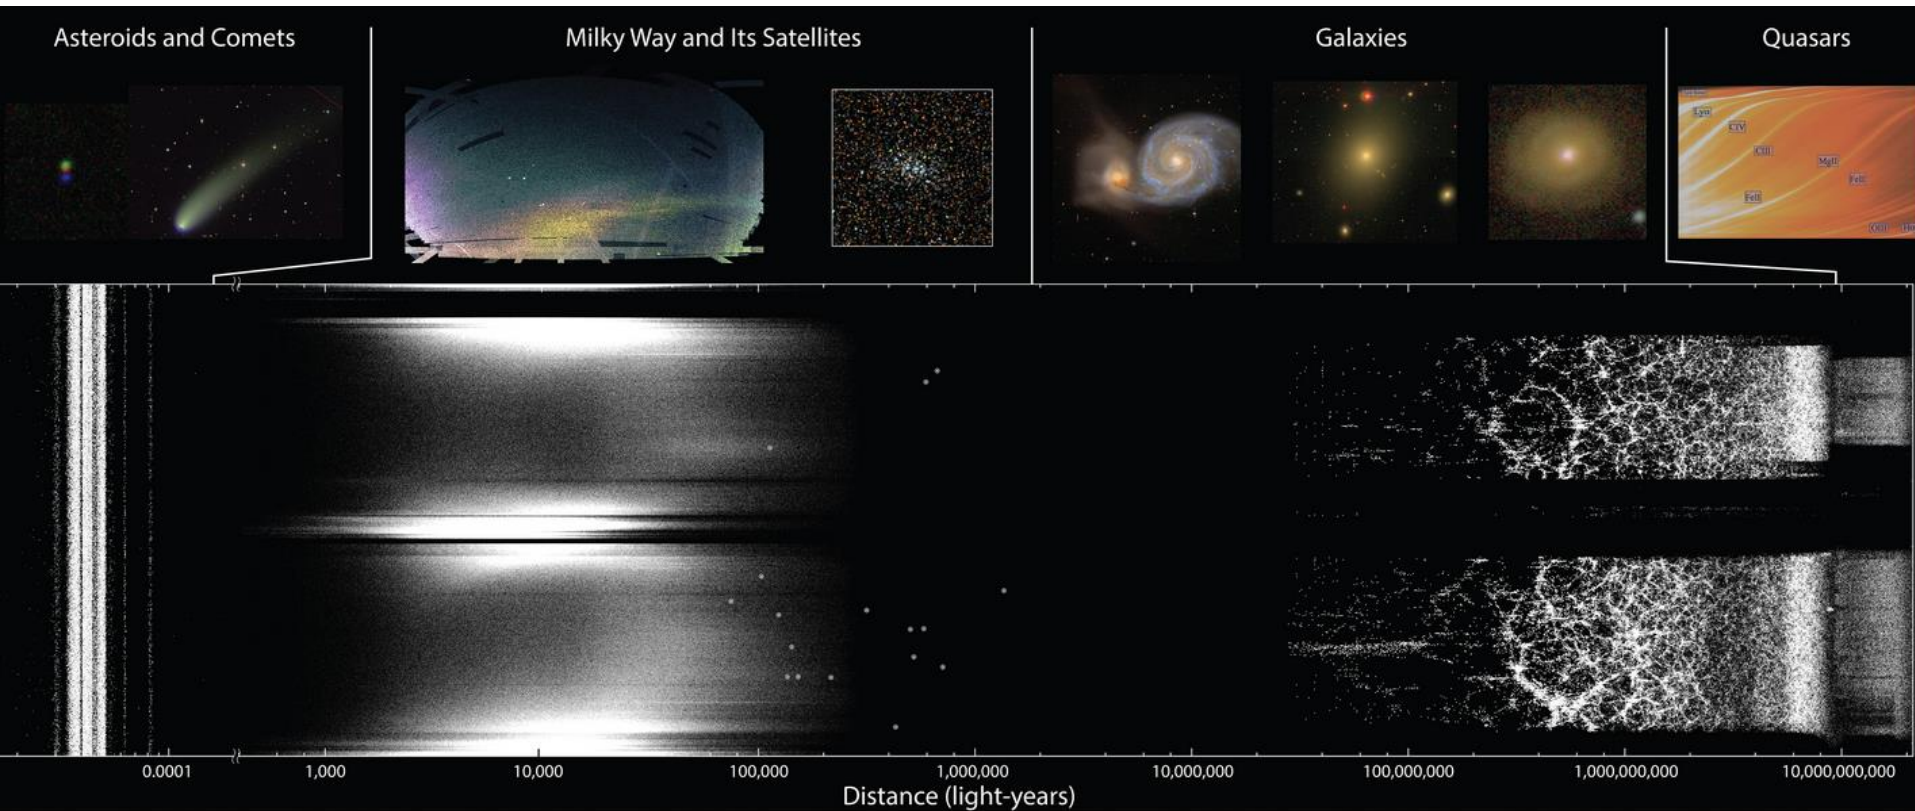 Asteroids and Comets
Milky Way and Its Satellites
Galaxies
Quasars
Lyα
CIV
CIII
MgII
FeII
FeII
OIII
0.0001
1,000
10,000
100,000
1,000,000
10,000,000
100,000,000
1,000,000,000
10,000,000,000
Distance (light-years)